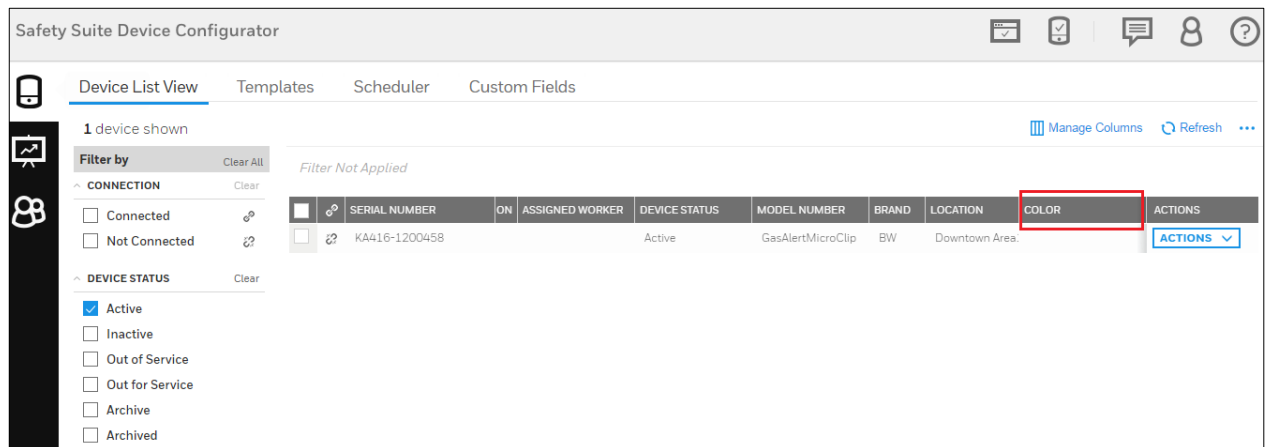 Safety Suite Device Configurator
Device List View Templates Scheduler Custom Fields
1 device shown
Manage Columns Refresh
Filter by Clear All
Filter Not Applied
CONNECTION Clear
Connected
Not Connected
SERIAL NUMBER ON ASSIGNED WORKER DEVICE STATUS MODEL NUMBER BRAND LOCATION COLOR ACTIONS
KA416-1200458 Active GasAlertMicroClip BW Downtown Area. ACTIONS
DEVICE STATUS Clear
Active
Inactive
Out of Service
Out for Service
Archive
Archived